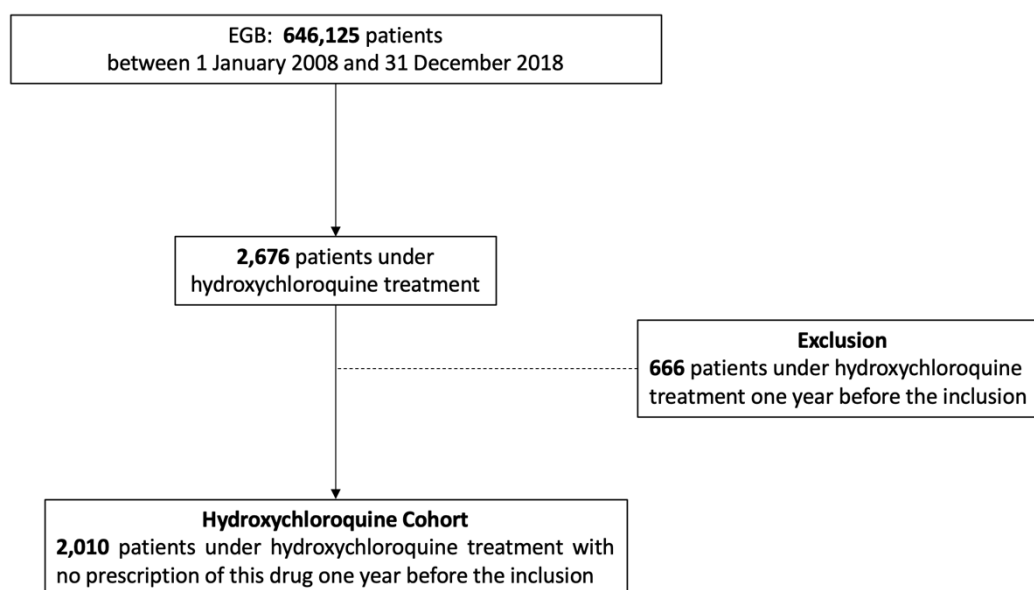 EGB: 646,125 patients
between 1 January 2008 and 31 December 2018
2,676 patients under
hydroxychloroquine treatment
Exclusion
666 patients under hydroxychloroquine
treatment one year before the inclusion
Hydroxychloroquine Cohort
2,010 patients under hydroxychloroquine treatment with
no prescription of this drug one year before the inclusion